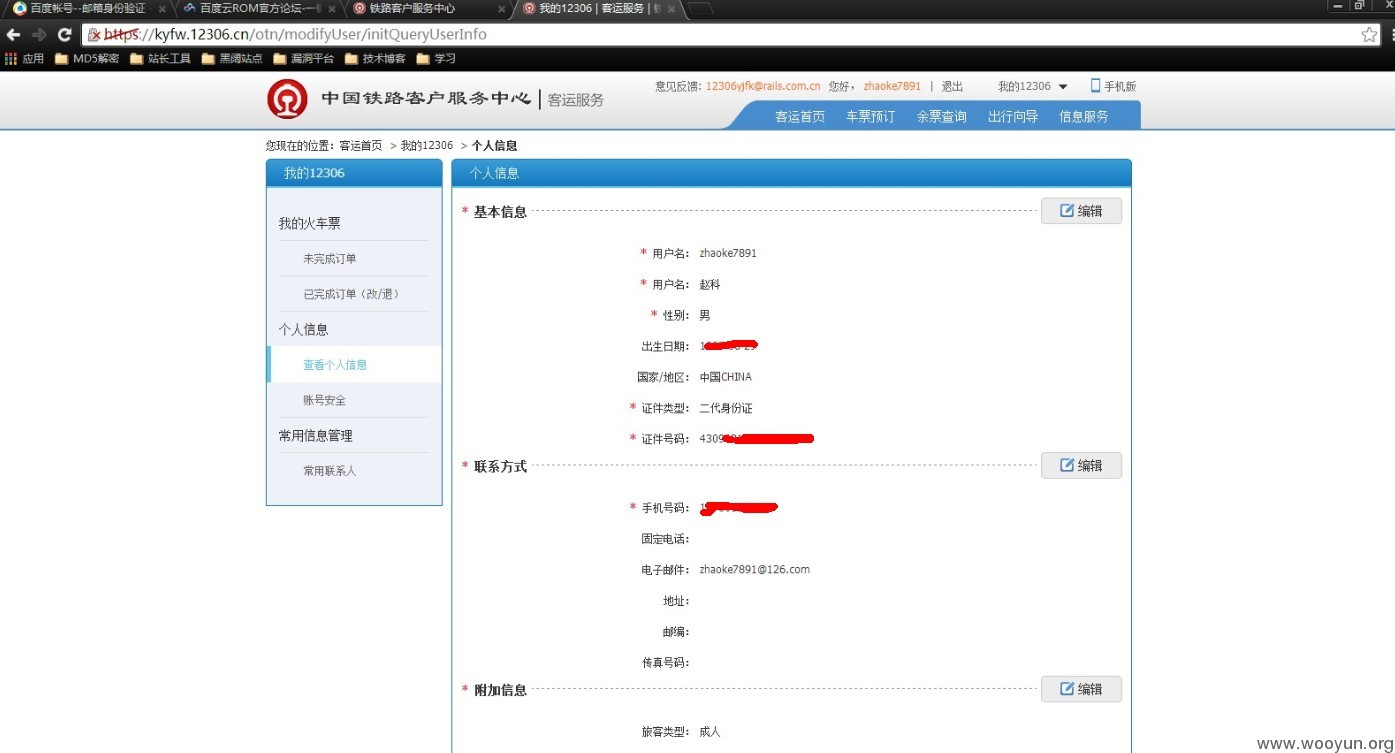 百度帐号--邮箱身份验证 百度云ROM官方论坛-一 铁路客户服务中心 我的12306 | 客运服务 |
https://kyfw.12306.cn/otn/modifyUser/initQueryUserInfo
应用 MD5解密 站长工具 黑阔站点 漏洞平台 技术博客 学习
中国铁路客户服务中心 | 客运服务
意见反馈: 12306yjfk@rails.com.cn 您好, zhaoke7891 | 退出 我的12306 手机版
客运首页 车票预订 余票查询 出行向导 信息服务
您现在的位置: 客运首页 > 我的12306 > 个人信息
我的12306
我的火车票
未完成订单
已完成订单（改/退）
个人信息
查看个人信息
账号安全
常用信息管理
常用联系人
个人信息
* 基本信息 编辑
* 用户名: zhaoke7891
* 用户名: 赵科
* 性别: 男
出生日期:
国家/地区: 中国CHINA
* 证件类型: 二代身份证
* 证件号码: 4309
* 联系方式 编辑
* 手机号码:
固定电话:
电子邮件: zhaoke7891@126.com
地址:
邮编:
传真号码:
* 附加信息 编辑
旅客类型: 成人
www.wooyun.org